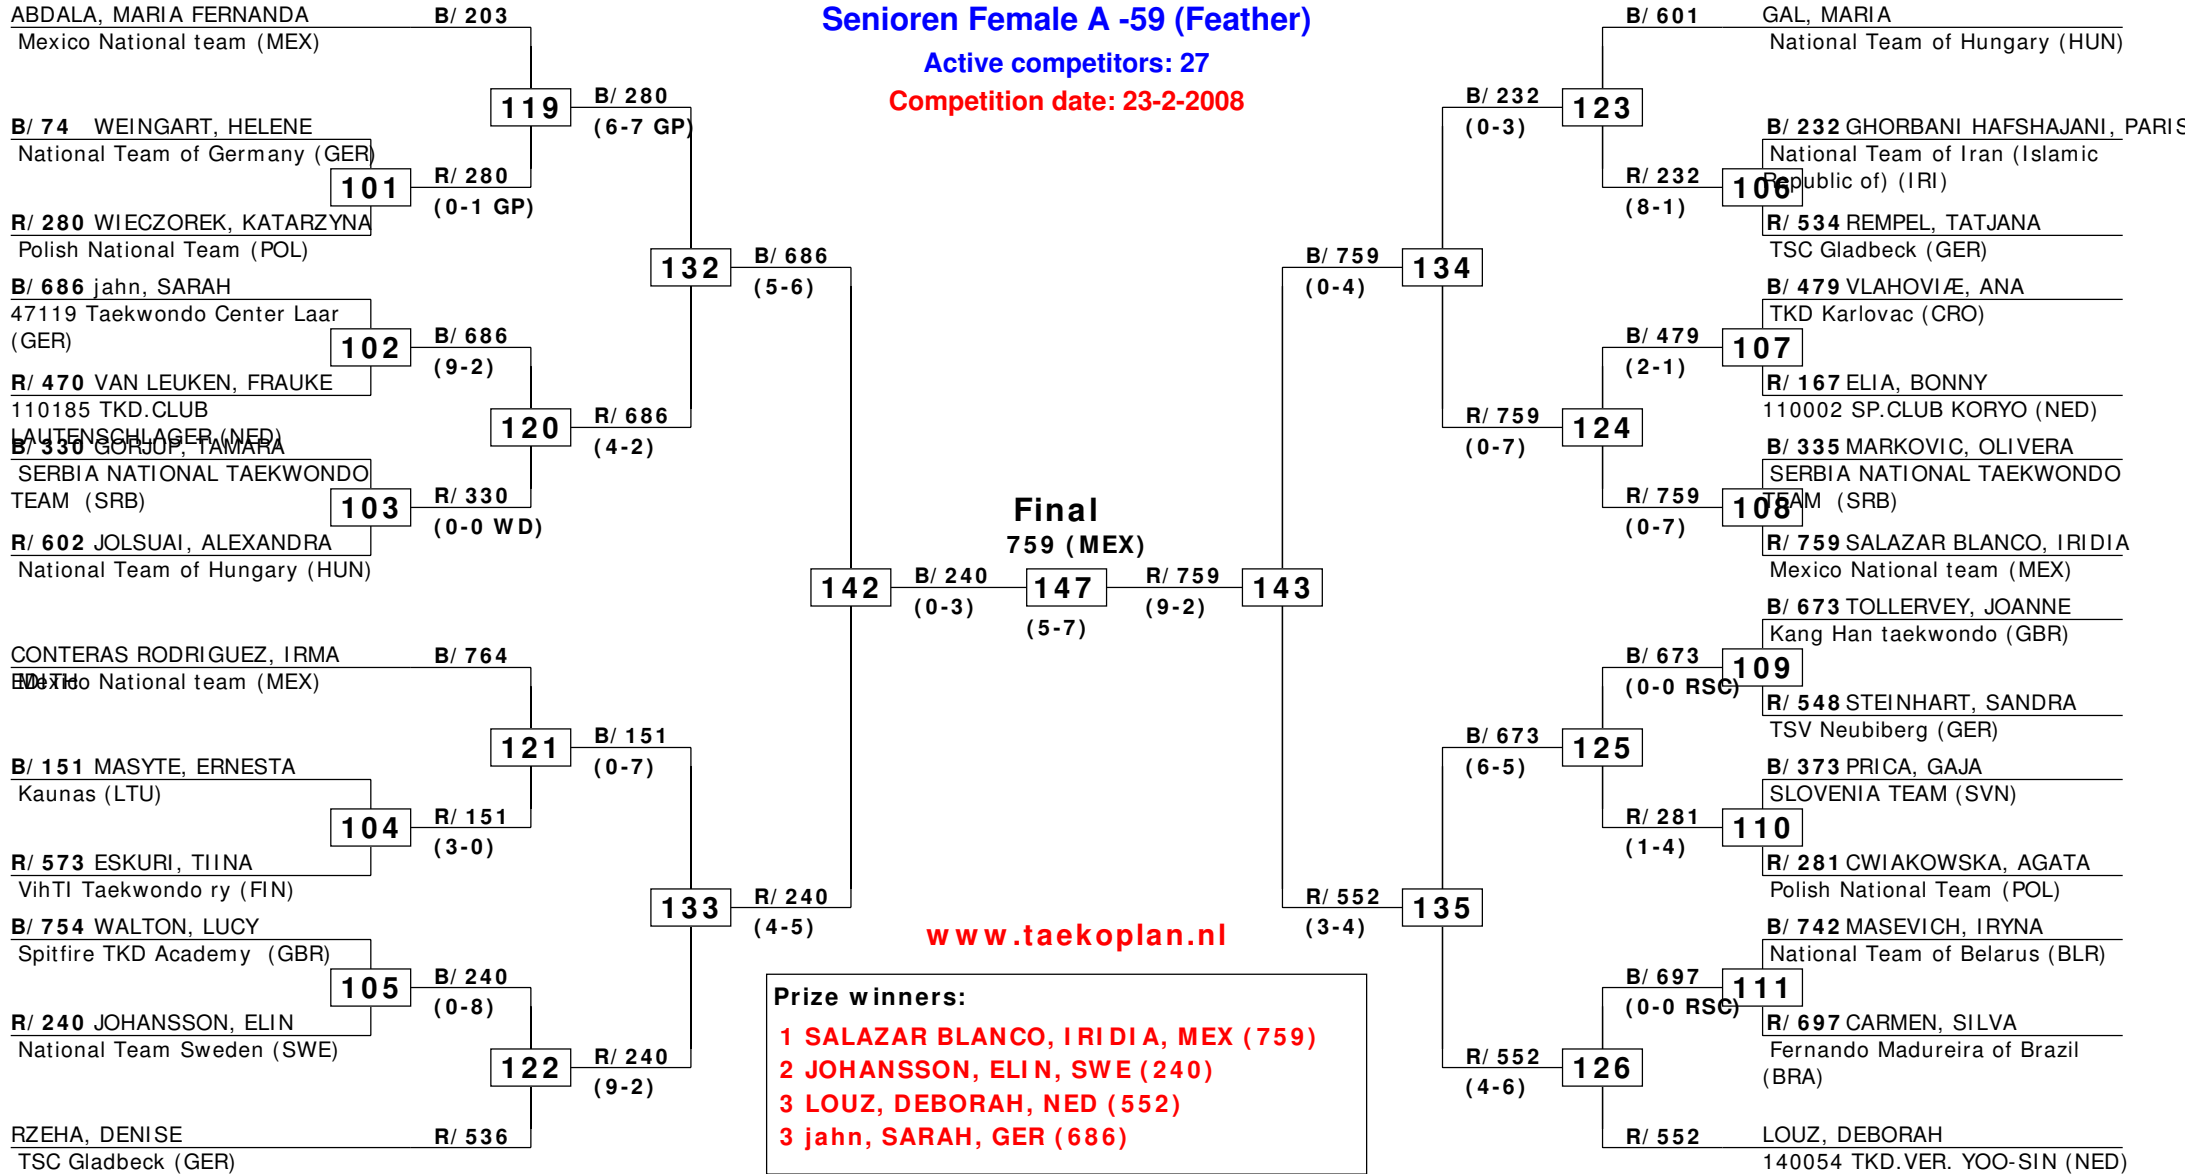 Senioren Female A -59 (Feather)
Active competitors: 27
Competition date: 23-2-2008
ABDALA, MARIA FERNANDA B/ 203
Mexico National team (MEX)
119
B/ 280
(6-7 GP)
B/ 74 WEINGART, HELENE
National Team of Germany (GER)
101
R/ 280
(0-1 GP)
R/ 280 WIECZOREK, KATARZYNA
Polish National Team (POL)
132
B/ 686
(5-6)
B/ 686 jahn, SARAH
47119 Taekwondo Center Laar
(GER)
102
B/ 686
(9-2)
R/ 470 VAN LEUKEN, FRAUKE
110185 TKD.CLUB
LAUTENSCHLAGER (NED)
120
R/ 686
(4-2)
B/ 330 GORJUP, TAMARA
SERBIA NATIONAL TAEKWONDO
TEAM (SRB)
103
R/ 330
(0-0 WD)
R/ 602 JOLSUAI, ALEXANDRA
National Team of Hungary (HUN)
142
B/ 240
(0-3)
CONTERAS RODRIGUEZ, IRMA B/ 764
EDITH
Mexico National team (MEX)
121
B/ 151
(0-7)
B/ 151 MASYTE, ERNESTA
Kaunas (LTU)
104
R/ 151
(3-0)
R/ 573 ESKURI, TIINA
VihTI Taekwondo ry (FIN)
133
R/ 240
(4-5)
B/ 754 WALTON, LUCY
Spitfire TKD Academy (GBR)
105
B/ 240
(0-8)
R/ 240 JOHANSSON, ELIN
National Team Sweden (SWE)
122
R/ 240
(9-2)
RZEHA, DENISE R/ 536
TSC Gladbeck (GER)
Final
759 (MEX)
147
(5-7)
R/ 759
(9-2)
143
B/ 601 GAL, MARIA
National Team of Hungary (HUN)
B/ 232
(0-3)
123
B/ 232 GHORBANI HAFSHAJANI, PARIS
National Team of Iran (Islamic
Republic of) (IRI)
R/ 232
(8-1)
106
R/ 534 REMPEL, TATJANA
TSC Gladbeck (GER)
B/ 759
(0-4)
134
B/ 479 VLAHOVIÆ, ANA
TKD Karlovac (CRO)
B/ 479
(2-1)
107
R/ 167 ELIA, BONNY
110002 SP.CLUB KORYO (NED)
R/ 759
(0-7)
124
B/ 335 MARKOVIC, OLIVERA
SERBIA NATIONAL TAEKWONDO
TEAM (SRB)
R/ 759
(0-7)
108
R/ 759 SALAZAR BLANCO, IRIDIA
Mexico National team (MEX)
B/ 673 TOLLERVEY, JOANNE
Kang Han taekwondo (GBR)
B/ 673
(0-0 RSC)
109
R/ 548 STEINHART, SANDRA
TSV Neubiberg (GER)
B/ 673
(6-5)
125
B/ 373 PRICA, GAJA
SLOVENIA TEAM (SVN)
R/ 281
(1-4)
110
R/ 281 CWIAKOWSKA, AGATA
Polish National Team (POL)
R/ 552
(3-4)
135
B/ 742 MASEVICH, IRYNA
National Team of Belarus (BLR)
B/ 697
(0-0 RSC)
111
R/ 697 CARMEN, SILVA
Fernando Madureira of Brazil
(BRA)
R/ 552
(4-6)
126
R/ 552 LOUZ, DEBORAH
140054 TKD.VER. YOO-SIN (NED)
www.taekoplan.nl
Prize winners:
1 SALAZAR BLANCO, IRIDIA, MEX (759)
2 JOHANSSON, ELIN, SWE (240)
3 LOUZ, DEBORAH, NED (552)
3 jahn, SARAH, GER (686)